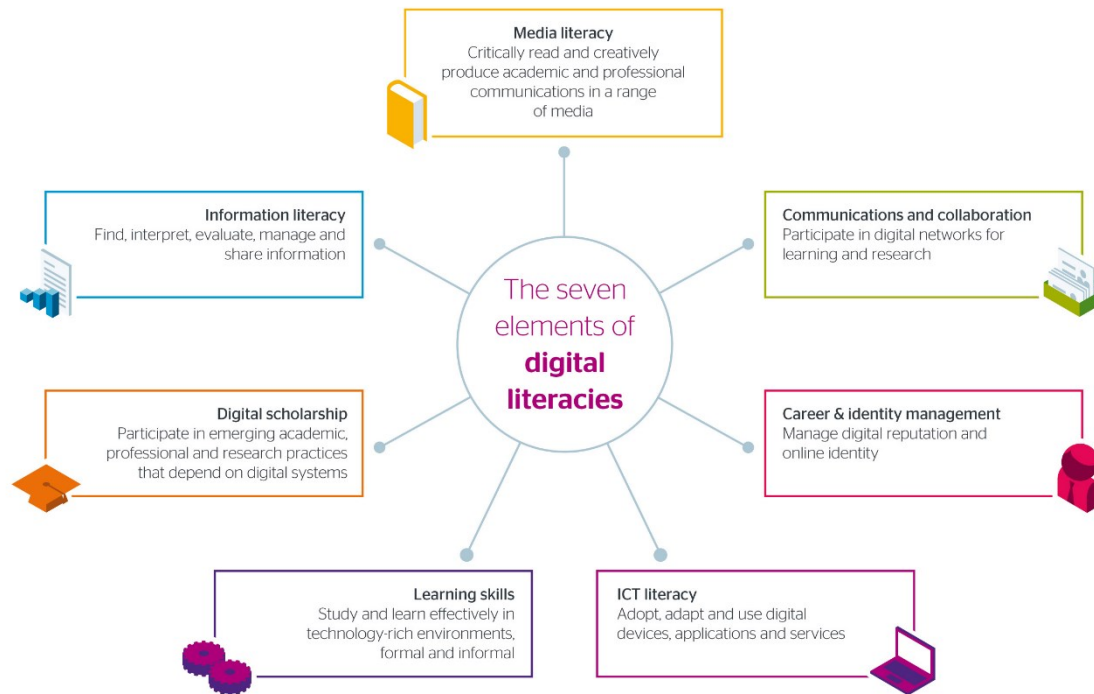 Media literacy
Critically read and creatively
produce academic and professional
communications in a range
of media
Information literacy
Find, interpret, evaluate, manage and
share information
Communications and collaboration
Participate in digital networks for
learning and research
The seven
elements of
digital
literacies
Digital scholarship
Participate in emerging academic,
professional and research practices
that depend on digital systems
Career & identity management
Manage digital reputation and
online identity
Learning skills
Study and learn effectively in
technology-rich environments,
formal and informal
ICT literacy
Adopt, adapt and use digital
devices, applications and services